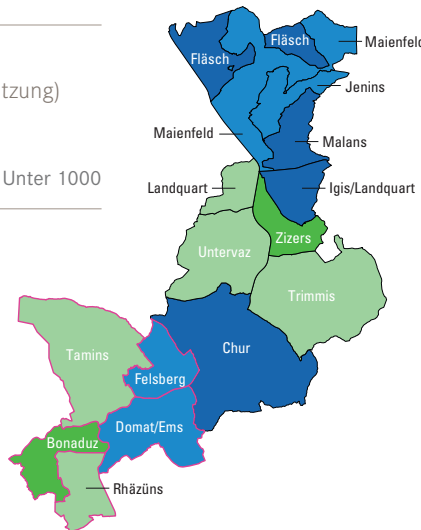 Fläsch
Fläsch
Maienfeld
tzung)
Jenins
Maienfeld
Malans
Unter 1000
Landquart
Igis/Landquart
Zizers
Untervaz
Trimmis
Tamins
Chur
Felsberg
Domat/Ems
Bonaduz
Rhäzüns